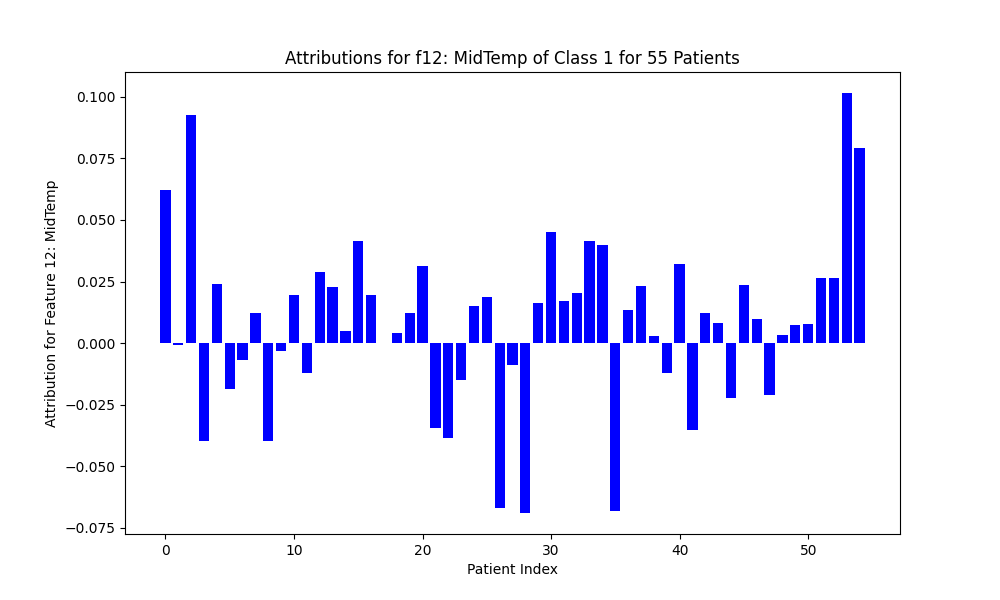 Attributions for f12: MidTemp of Class 1 for 55 Patients
Attribution for Feature 12: MidTemp
0.100
0.075
0.050
0.025
0.000
−0.025
−0.050
−0.075
0 10 20 30 40 50
Patient Index